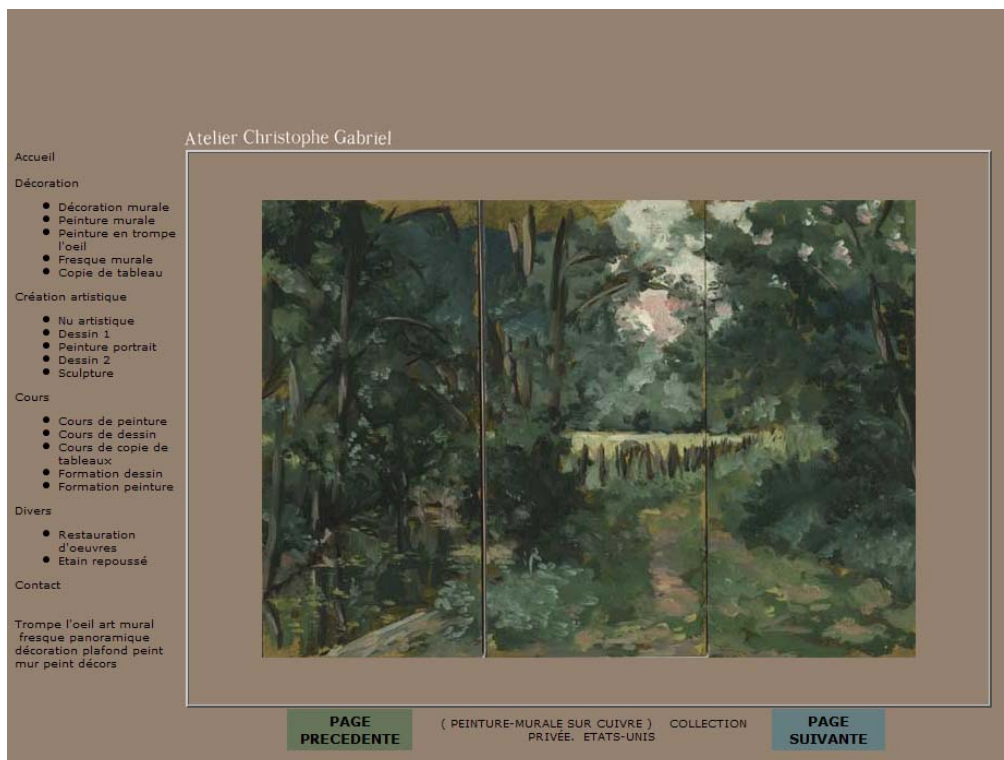 Atelier Christophe Gabriel
Accueil
Décoration
Décoration murale
Peinture murale
Peinture en trompe
l'oeil
Fresque murale
Copie de tableau
Création artistique
Nu artistique
Dessin 1
Peinture portrait
Dessin 2
Sculpture
Cours
Cours de peinture
Cours de dessin
Cours de copie de
tableaux
Formation dessin
Formation peinture
Divers
Restauration
d'oeuvres
Etain repoussé
Contact
Trompe l'oeil art mural
fresque panoramique
décoration plafond peint
mur peint décors
PAGE
PRECEDENTE
( PEINTURE-MURALE SUR CUIVRE ) COLLECTION
PRIVÉE. ETATS-UNIS
PAGE
SUIVANTE